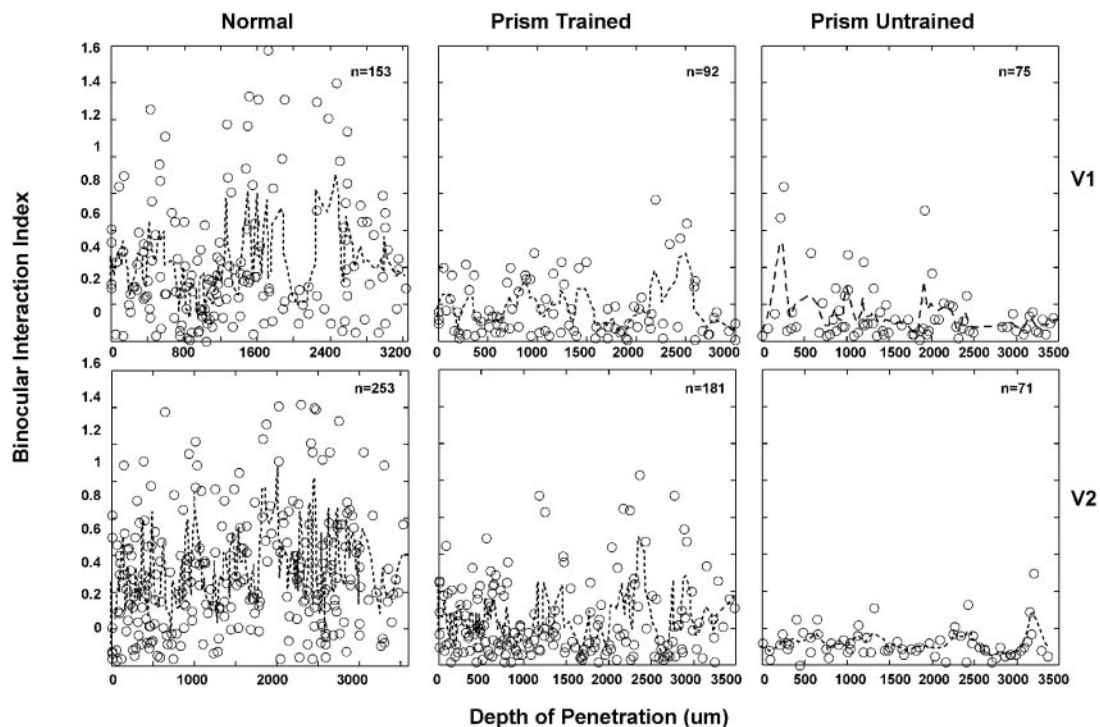 Normal
Prism Trained
Prism Untrained
Binocular Interaction Index
1.6
1.4
1.2
1
0.8
0.6
0.4
0.2
0
n=153
0 800 1600 2400 3200
n=92
0 500 1000 1500 2000 2500 3000
n=75
0 500 1000 1500 2000 2500 3000 3500
V1
1.4
1.2
1
0.8
0.6
0.4
0.2
0
n=253
0 1000 2000 3000
n=181
0 500 1000 1500 2000 2500 3000 3500
n=71
0 500 1000 1500 2000 2500 3000 3500
V2
Depth of Penetration (um)